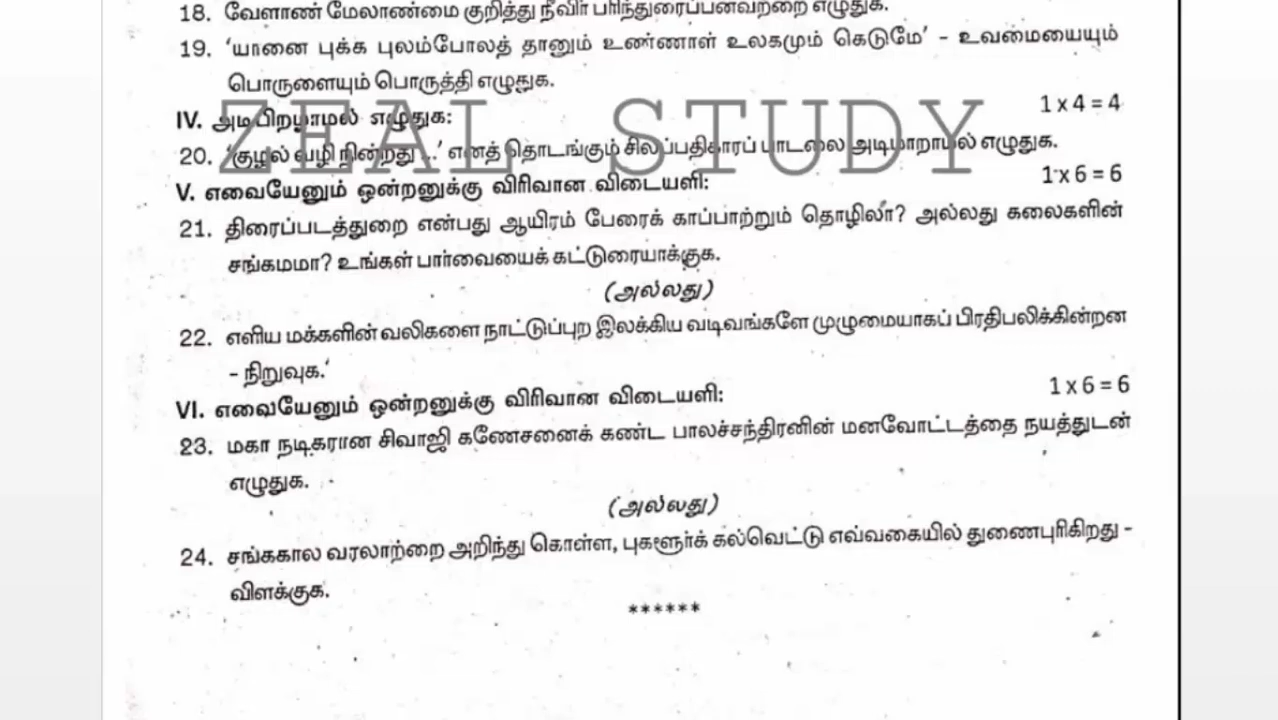 18. வேளாண் மேலாண்மை குறித்து நீவிர் பரிந்துரைப்பனவற்றை எழுதுக.
19. ‘யானை புக்க புலம்போலத் தானும் உண்ணாள் உலகமும் கெடுமே’ - உவமையையும்
பொருளையும் பொருத்தி எழுதுக.
ZEAL STUDY
IV. அடிபிறழாமல் எழுதுக: 1 x 4 = 4
20. ‘குழல் வழி நின்றது ...’ எனத் தொடங்கும் சிலப்பதிகாரப் பாடலை அடிமாறாமல் எழுதுக.
V. எவையேனும் ஒன்றனுக்கு விரிவான விடையளி: 1 x 6 = 6
21. திரைப்படத்துறை என்பது ஆயிரம் பேரைக் காப்பாற்றும் தொழிலா? அல்லது கலைகளின்
சங்கமமா? உங்கள் பார்வையைக் கட்டுரையாக்குக.
(அல்லது)
22. எளிய மக்களின் வலிகளை நாட்டுப்புற இலக்கிய வடிவங்களே முழுமையாகப் பிரதிபலிக்கின்றன
- நிறுவுக.‘
VI. எவையேனும் ஒன்றனுக்கு விரிவான விடையளி: 1 x 6 = 6
23. மகா நடிகரான சிவாஜி கணேசனைக் கண்ட பாலச்சந்திரனின் மனவோட்டத்தை நயத்துடன்
எழுதுக.
(அல்லது)
24. சங்ககால வரலாற்றை அறிந்து கொள்ள, புகளூர்க் கல்வெட்டு எவ்வகையில் துணைபுரிகிறது -
விளக்குக.
******